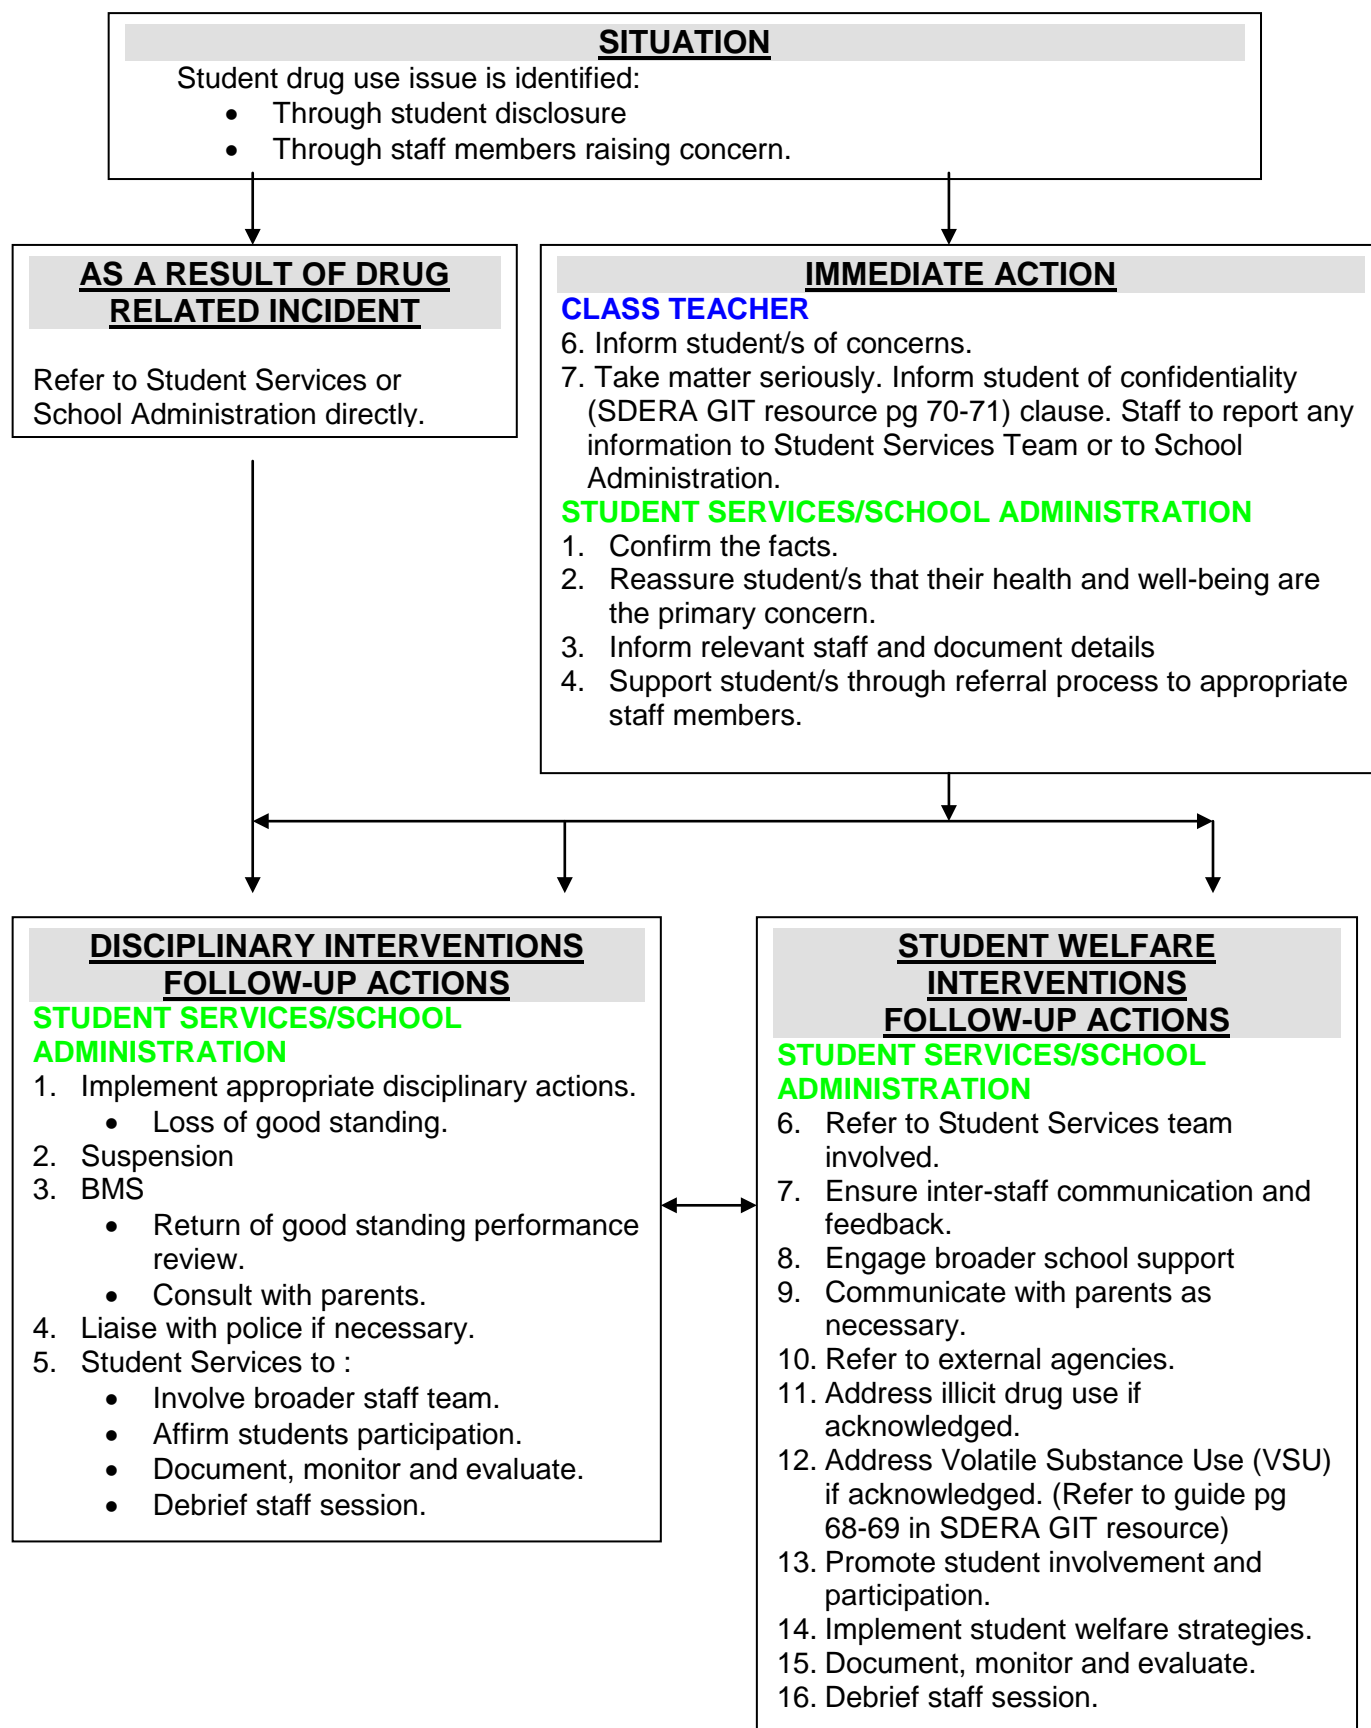 SITUATION
Student drug use issue is identified:
• Through student disclosure
• Through staff members raising concern.
AS A RESULT OF DRUG
RELATED INCIDENT
Refer to Student Services or
School Administration directly.
IMMEDIATE ACTION
CLASS TEACHER
6. Inform student/s of concerns.
7. Take matter seriously. Inform student of confidentiality
(SDERA GIT resource pg 70-71) clause. Staff to report any
information to Student Services Team or to School
Administration.
STUDENT SERVICES/SCHOOL ADMINISTRATION
1. Confirm the facts.
2. Reassure student/s that their health and well-being are
the primary concern.
3. Inform relevant staff and document details
4. Support student/s through referral process to appropriate
staff members.
DISCIPLINARY INTERVENTIONS
FOLLOW-UP ACTIONS
STUDENT SERVICES/SCHOOL
ADMINISTRATION
1. Implement appropriate disciplinary actions.
• Loss of good standing.
2. Suspension
3. BMS
• Return of good standing performance
review.
• Consult with parents.
4. Liaise with police if necessary.
5. Student Services to :
• Involve broader staff team.
• Affirm students participation.
• Document, monitor and evaluate.
• Debrief staff session.
STUDENT WELFARE
INTERVENTIONS
FOLLOW-UP ACTIONS
STUDENT SERVICES/SCHOOL
ADMINISTRATION
6. Refer to Student Services team
involved.
7. Ensure inter-staff communication and
feedback.
8. Engage broader school support
9. Communicate with parents as
necessary.
10. Refer to external agencies.
11. Address illicit drug use if
acknowledged.
12. Address Volatile Substance Use (VSU)
if acknowledged. (Refer to guide pg
68-69 in SDERA GIT resource)
13. Promote student involvement and
participation.
14. Implement student welfare strategies.
15. Document, monitor and evaluate.
16. Debrief staff session.